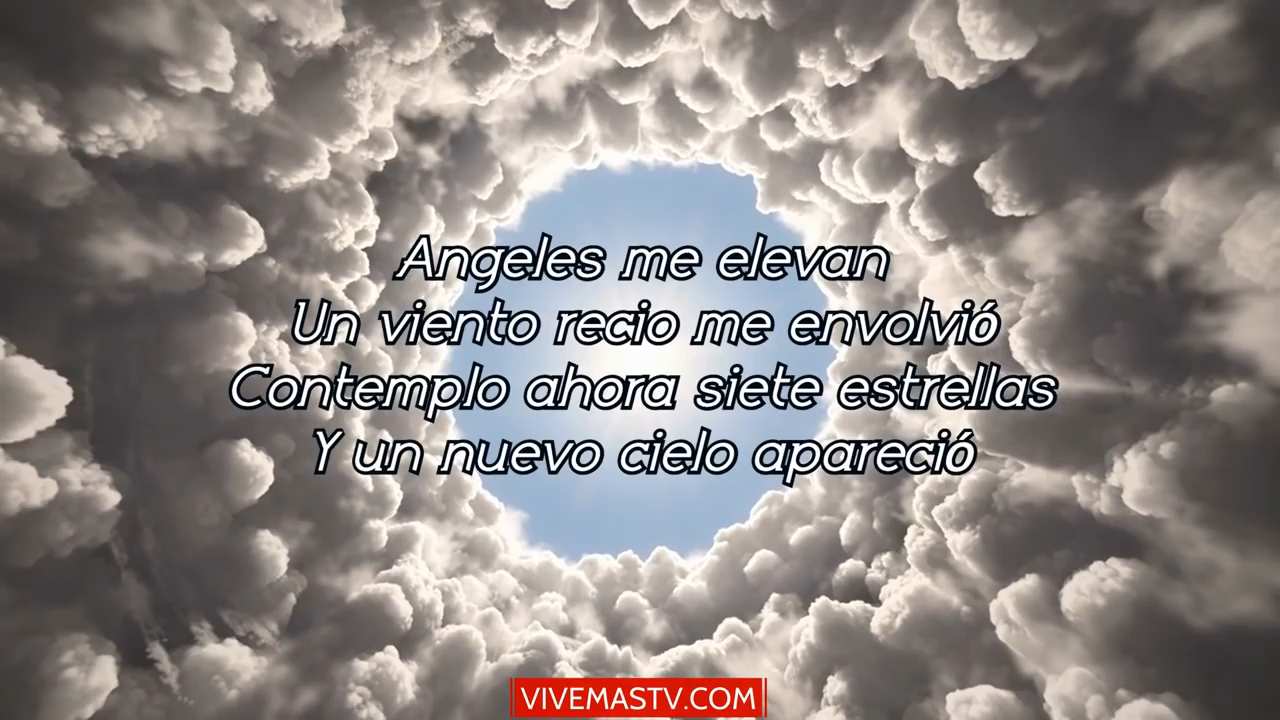 Angeles me elevan
Un viento recio me envolvió
Contemplo ahora siete estrellas
Y un nuevo cielo apareció
VIVEMASTV.COM